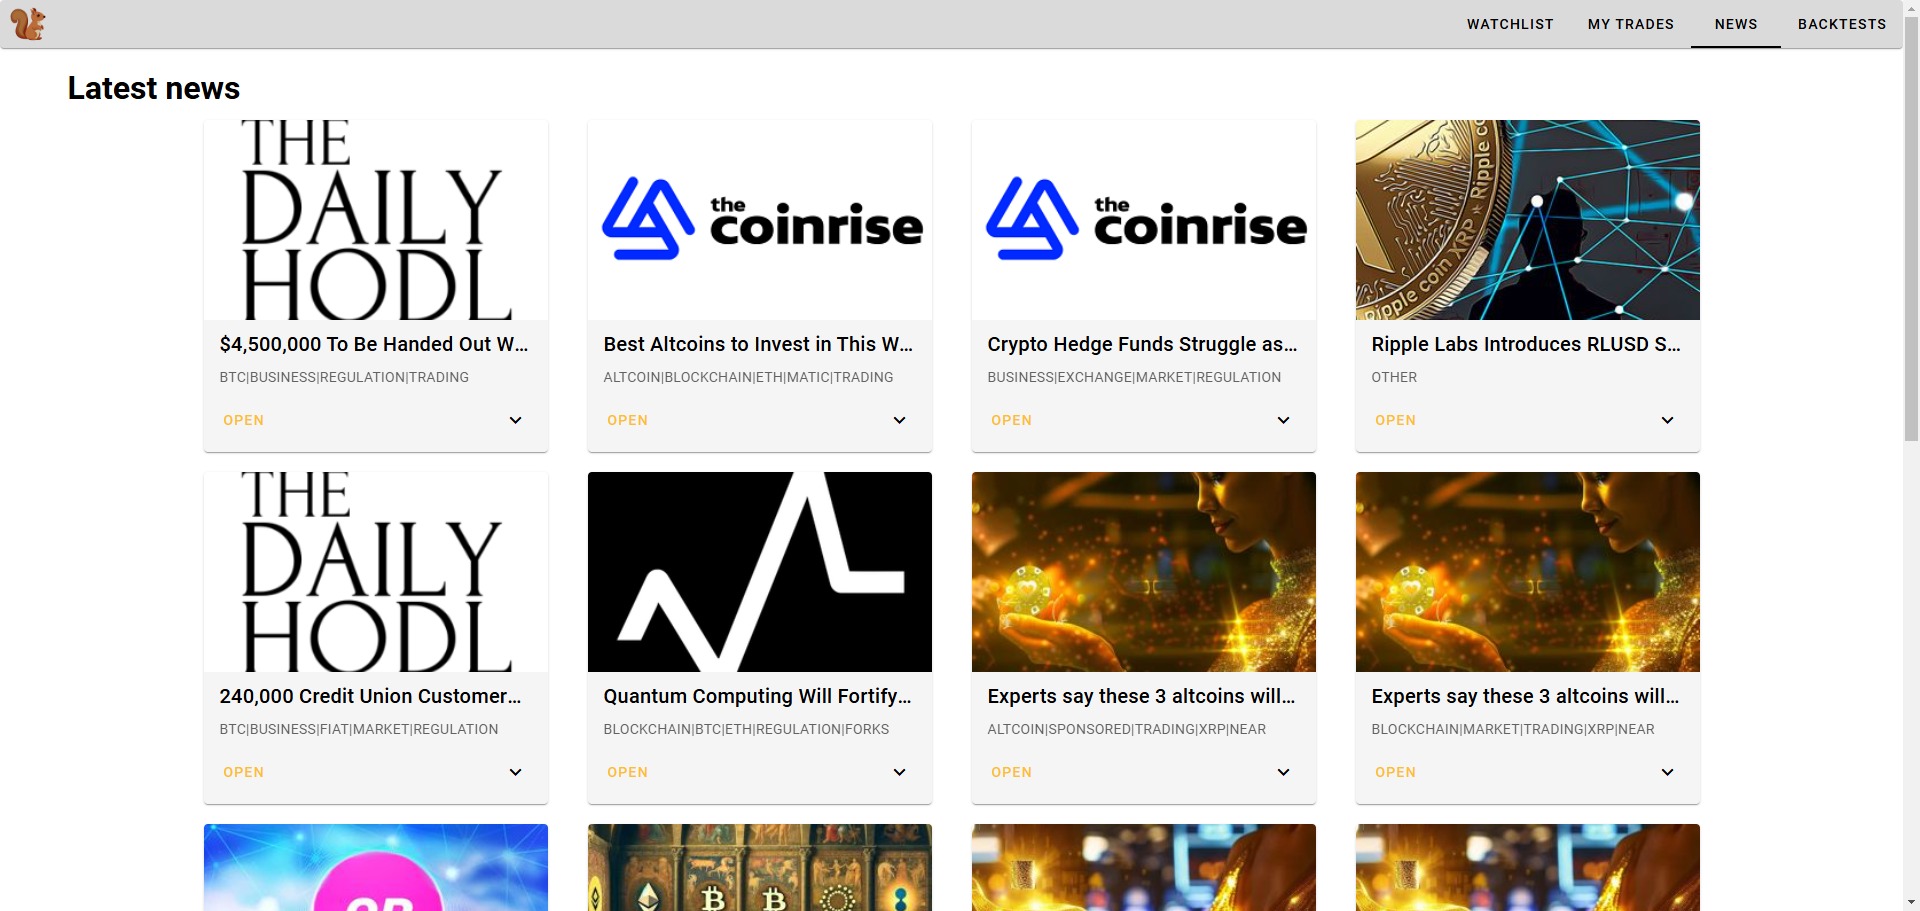 WATCHLIST MY TRADES NEWS BACKTESTS
Latest news
THE
DAILY
HODL
$4,500,000 To Be Handed Out W...
BTC|BUSINESS|REGULATION|TRADING
OPEN
the
coinrise
Best Altcoins to Invest in This W...
ALTCOIN|BLOCKCHAIN|ETH|MATIC|TRADING
OPEN
the
coinrise
Crypto Hedge Funds Struggle as...
BUSINESS|EXCHANGE|MARKET|REGULATION
OPEN
Ripple coin XRP ★ Ripple co
Ripple Labs Introduces RLUSD S...
OTHER
OPEN
THE
DAILY
HODL
240,000 Credit Union Customer...
BTC|BUSINESS|FIAT|MARKET|REGULATION
OPEN
Quantum Computing Will Fortify...
BLOCKCHAIN|BTC|ETH|REGULATION|FORKS
OPEN
Experts say these 3 altcoins will...
ALTCOIN|SPONSORED|TRADING|XRP|NEAR
OPEN
Experts say these 3 altcoins will...
BLOCKCHAIN|MARKET|TRADING|XRP|NEAR
OPEN